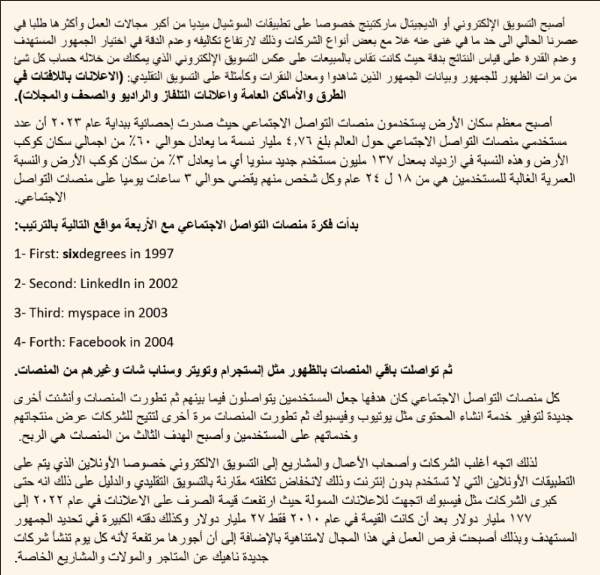 أصبح التسويق الإلكتروني أو الديجيتال ماركتينج خصوصا على تطبيقات السوشيال ميديا من أكبر مجالات العمل وأكثرها طلبا في
عصرنا الحالي الى حد ما في غنى عنه غلا مع بعض أنواع الشركات وذلك لارتفاع تكاليفه وعدم الدقة في اختيار الجمهور المستهدف
وعدم القدرة على قياس النتائج بدقة حيث كانت تقاس بالمبيعات على عكس التسويق الإلكتروني الذي يمكنك من خلاله حساب كل شئ
من مرات الظهور للجمهور وبيانات الجمهور الذين شاهدوا ومعدل النقرات وكأمثلة على التسويق التقليدي: (الاعلانات باللافتات في
الطرق والأماكن العامة واعلانات التلفاز والراديو والصحف والمجلات).
أصبح معظم سكان الأرض يستخدمون منصات التواصل الاجتماعي حيث صدرت إحصائية ببداية عام ٢٠٢٣ أن عدد
مستخدمي منصات التواصل الاجتماعي حول العالم بلغ ٤,٧٦ مليار نسمة ما يعادل حوالي ٦٠٪ من اجمالي سكان كوكب
الأرض وهذه النسبة في ازدياد بمعدل ١٣٧ مليون مستخدم جديد سنويا أي ما يعادل ٣٪ من سكان كوكب الأرض والنسبة
العمرية الغالبة للمستخدمين هي من ١٨ ل ٢٤ عام وكل شخص منهم يقضي حوالي ٣ ساعات يوميا على منصات التواصل
الاجتماعي.
بدأت فكرة منصات التواصل الاجتماعي مع الأربعة مواقع التالية بالترتيب:
1- First: sixdegrees in 1997
2- Second: LinkedIn in 2002
3- Third: myspace in 2003
4- Forth: Facebook in 2004
ثم تواصلت باقي المنصات بالظهور مثل إنستجرام وتويتر وسناب شات وغيرهم من المنصات.
كل منصات التواصل الاجتماعي كان هدفها جعل المستخدمين يتواصلون فيما بينهم ثم تطورت المنصات وأنشئت أخرى
جديدة لتوفير خدمة انشاء المحتوى مثل يوتيوب وفيسبوك ثم تطورت المنصات مرة أخرى لتتيح للشركات عرض منتجاتهم
وخدماتهم على المستخدمين وأصبح الهدف الثالث من المنصات هي الربح.
لذلك اتجه أغلب الشركات وأصحاب الأعمال والمشاريع إلى التسويق الالكتروني خصوصا الأونلاين الذي يتم على
التطبيقات الأونلاين التي لا تستخدم بدون إنترنت وذلك لانخفاض تكلفته مقارنة بالتسويق التقليدي والدليل على ذلك انه حتى
كبرى الشركات مثل فيسبوك اتجهت للاعلانات الممولة حيث ارتفعت قيمة الصرف على الاعلانات في عام ٢٠٢٢ إلى
١٧٧ مليار دولار بعد أن كانت القيمة في عام ٢٠١٠ فقط ٢٧ مليار دولار وكذلك دقته الكبيرة في تحديد الجمهور
المستهدف وبذلك أصبحت فرص العمل في هذا المجال لامتناهية بالإضافة إلى أن أجورها مرتفعة لأنه كل يوم تنشأ شركات
جديدة ناهيك عن المتاجر والمولات والمشاريع الخاصة.